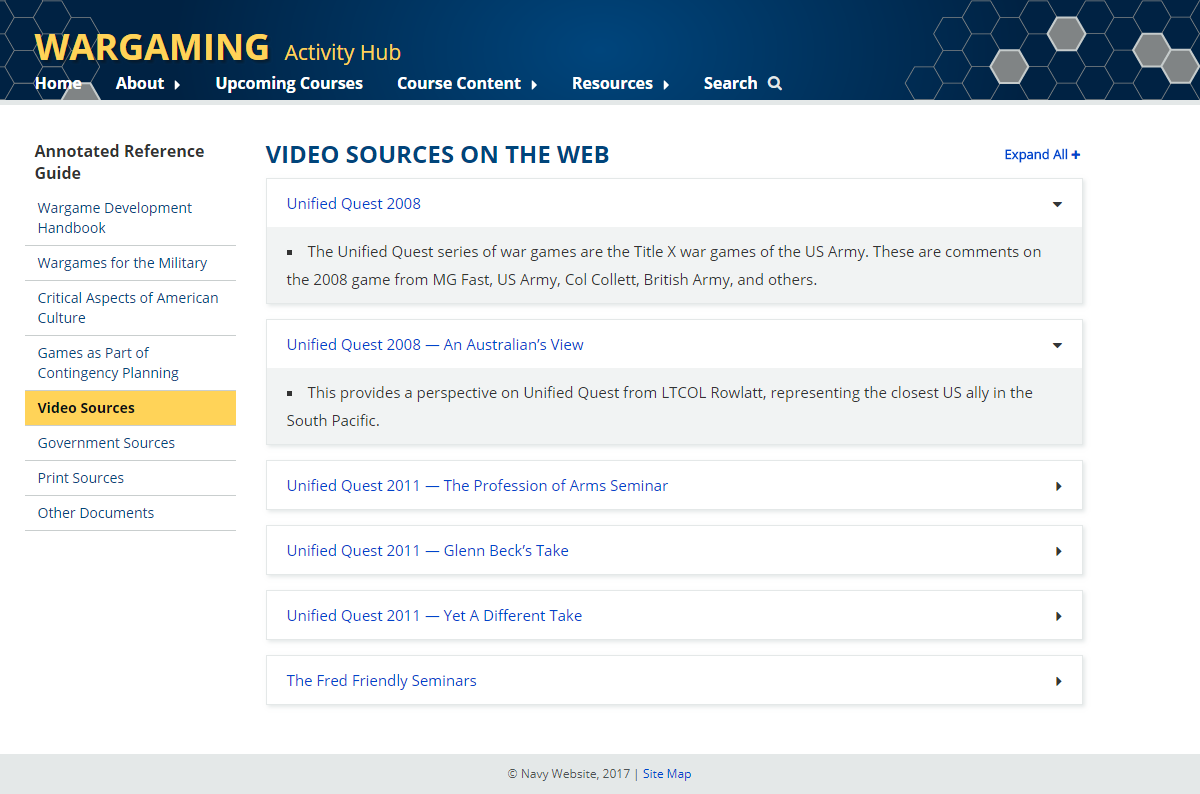 WARGAMING Activity Hub
Home About Upcoming Courses Course Content Resources Search
Annotated Reference
Guide
Wargame Development
Handbook
Wargames for the Military
Critical Aspects of American
Culture
Games as Part of
Contingency Planning
Video Sources
Government Sources
Print Sources
Other Documents
VIDEO SOURCES ON THE WEB
Expand All +
Unified Quest 2008
▪ The Unified Quest series of war games are the Title X war games of the US Army. These are comments on
the 2008 game from MG Fast, US Army, Col Collett, British Army, and others.
Unified Quest 2008 — An Australian’s View
▪ This provides a perspective on Unified Quest from LTCOL Rowlatt, representing the closest US ally in the
South Pacific.
Unified Quest 2011 — The Profession of Arms Seminar
Unified Quest 2011 — Glenn Beck’s Take
Unified Quest 2011 — Yet A Different Take
The Fred Friendly Seminars
© Navy Website, 2017 | Site Map